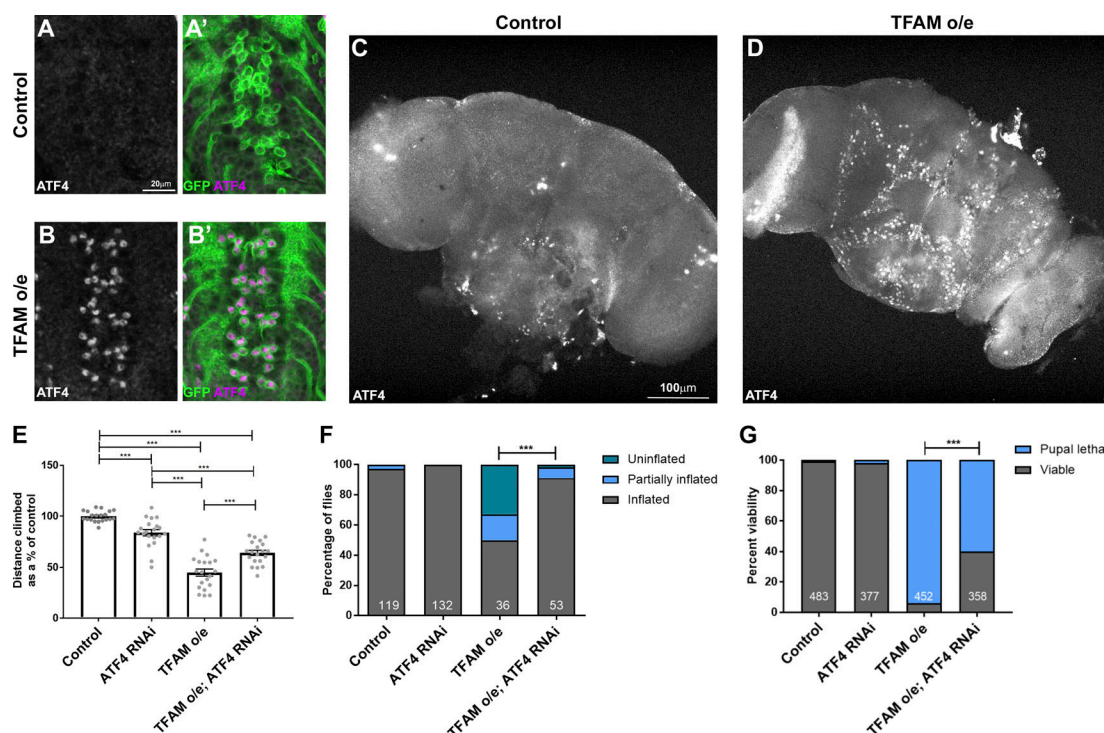 Control
TFAM o/e
A
A'
C
D
Control
ATF4
20μm
GFP ATF4
B
B'
TFAM o/e
ATF4
GFP ATF4
ATF4
100μm
ATF4
E
***
***
***
***
***
***
150
100
50
0
Distance climbed
as a % of control
Control
ATF4 RNAi
TFAM o/e
TFAM o/e; ATF4 RNAi
F
***
100
80
60
40
20
0
Percentage of flies
119
132
36
53
Uninflated
Partially inflated
Inflated
Control
ATF4 RNAi
TFAM o/e
TFAM o/e; ATF4 RNAi
G
***
100
80
60
40
20
0
Percent viability
483
377
452
358
Pupal letha
Viable
Control
ATF4 RNAi
TFAM o/e
TFAM o/e; ATF4 RNAi